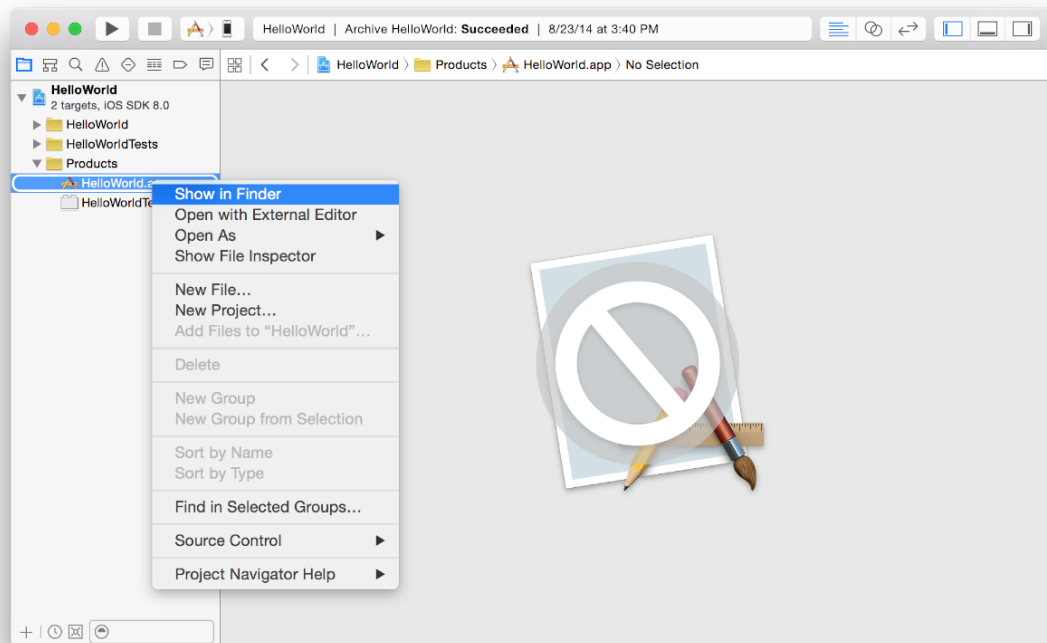 HelloWorld | Archive HelloWorld: Succeeded | 8/23/14 at 3:40 PM
HelloWorld Products HelloWorld.app No Selection
HelloWorld
2 targets, iOS SDK 8.0
HelloWorld
HelloWorldTests
Products
HelloWorld.a
HelloWorldTe
Show in Finder
Open with External Editor
Open As
Show File Inspector
New File...
New Project...
Add Files to “HelloWorld”...
Delete
New Group
New Group from Selection
Sort by Name
Sort by Type
Find in Selected Groups...
Source Control
Project Navigator Help